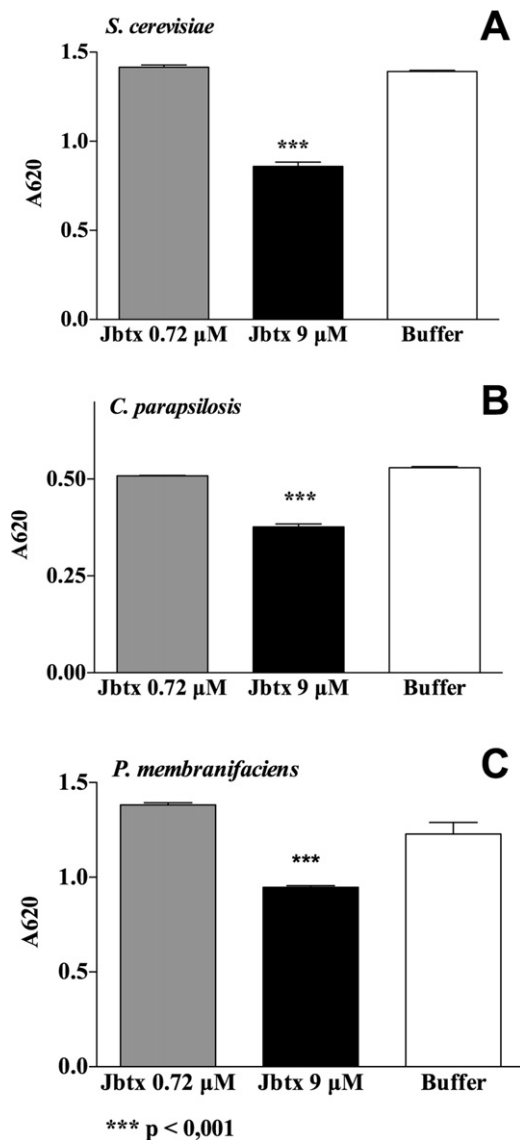 S. cerevisiae
A
1.5
1.0
0.5
0.0
A620
***
Jbtx 0.72 µM Jbtx 9 µM Buffer
C. parapsilosis
B
0.50
0.25
0.00
A620
***
Jbtx 0.72 µM Jbtx 9 µM Buffer
P. membranifaciens
C
1.5
1.0
0.5
0.0
A620
***
Jbtx 0.72 µM Jbtx 9 µM Buffer
*** p < 0,001